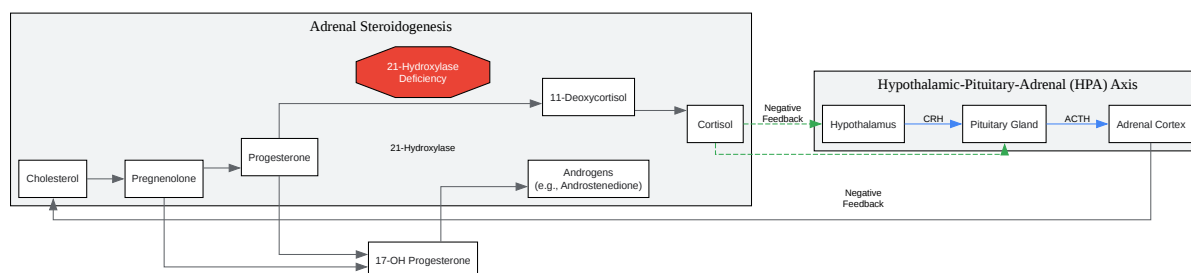 Adrenal Steroidogenesis
21-Hydroxylase
Deficiency
Hypothalamic-Pituitary-Adrenal (HPA) Axis
11-Deoxycortisol
Cortisol
Negative
Feedback
Hypothalamus
CRH
Pituitary Gland
ACTH
Adrenal Cortex
Progesterone
21-Hydroxylase
Cholesterol
Pregnenolone
Androgens
(e.g., Androstenedione)
Negative
Feedback
17-OH Progesterone